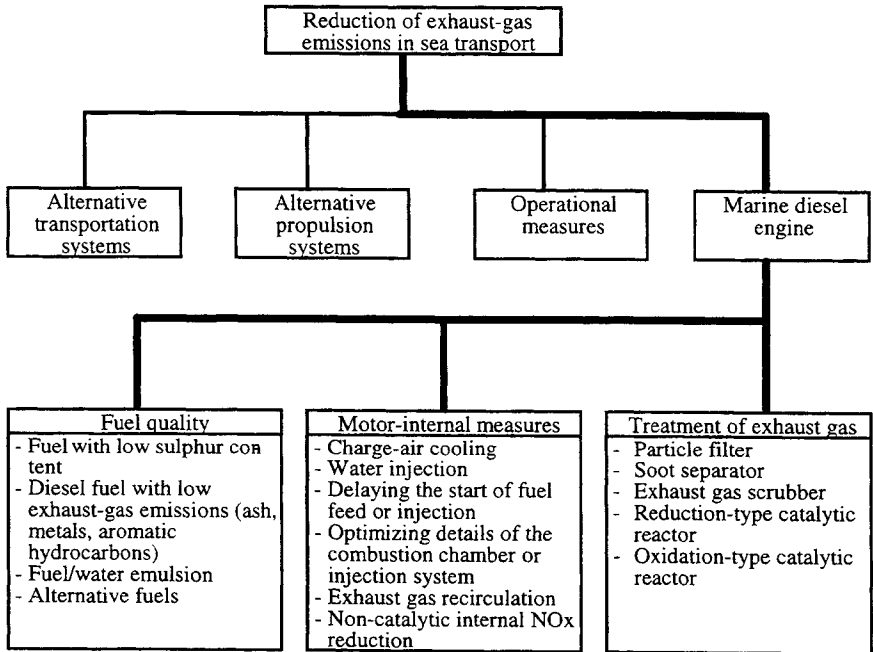 Reduction of exhaust-gas
emissions in sea transport
Alternative
transportation
systems
Alternative
propulsion
systems
Operational
measures
Marine diesel
engine
Fuel quality
- Fuel with low sulphur con
tent
- Diesel fuel with low
exhaust-gas emissions (ash,
metals, aromatic
hydrocarbons)
- Fuel/water emulsion
- Alternative fuels
Motor-internal measures
- Charge-air cooling
- Water injection
- Delaying the start of fuel
feed or injection
- Optimizing details of the
combustion chamber or
injection system
- Exhaust gas recirculation
- Non-catalytic internal NOx
reduction
Treatment of exhaust gas
- Particle filter
- Soot separator
- Exhaust gas scrubber
- Reduction-type catalytic
reactor
- Oxidation-type catalytic
reactor